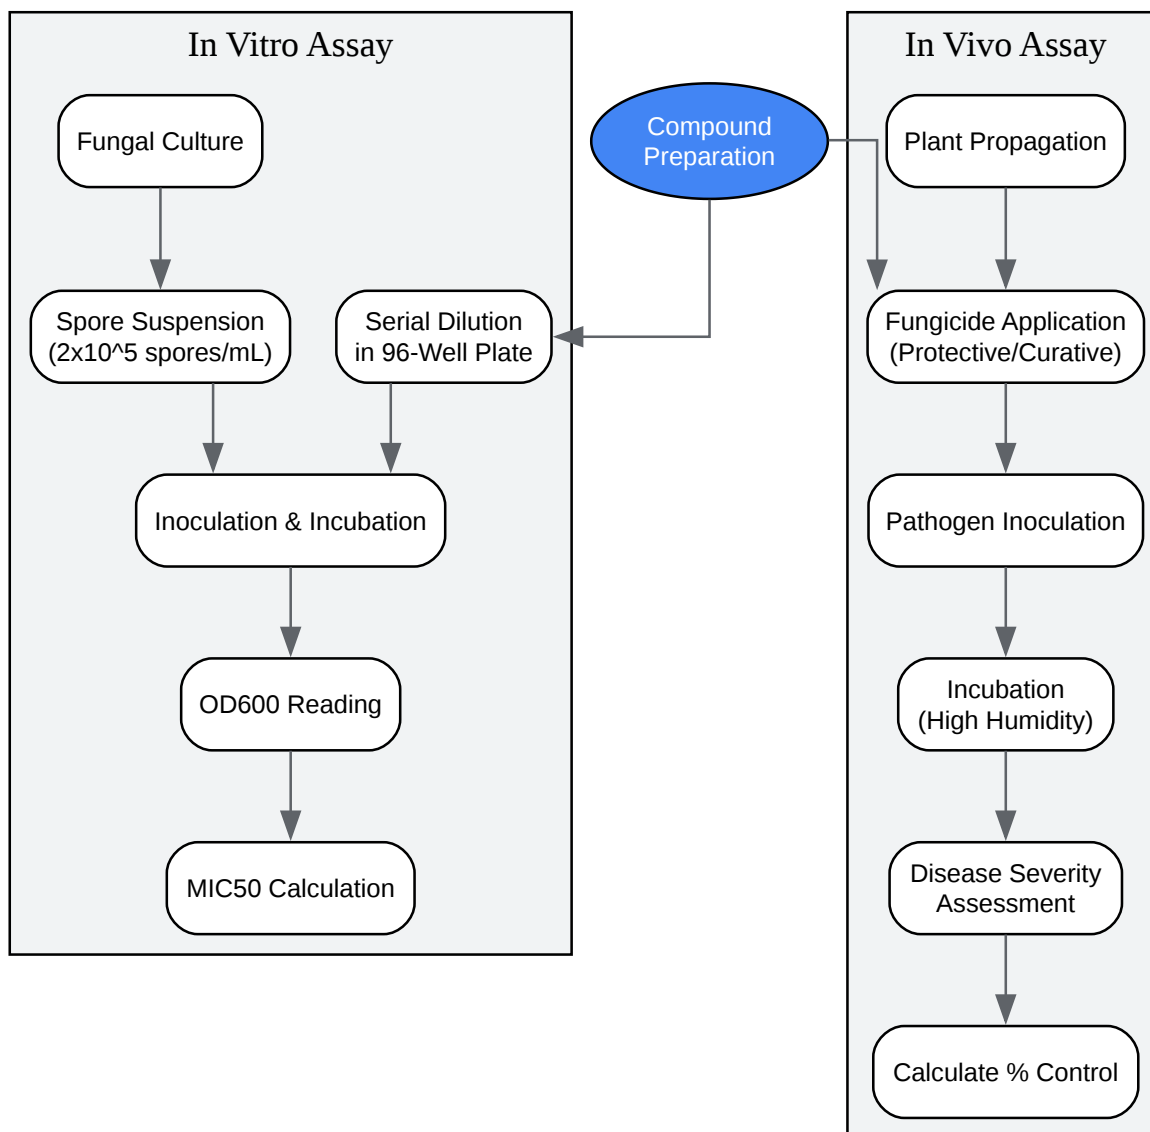 In Vitro Assay
Fungal Culture
Spore Suspension
(2x10^5 spores/mL)
Serial Dilution
in 96-Well Plate
Inoculation & Incubation
OD600 Reading
MIC50 Calculation
Compound
Preparation
In Vivo Assay
Plant Propagation
Fungicide Application
(Protective/Curative)
Pathogen Inoculation
Incubation
(High Humidity)
Disease Severity
Assessment
Calculate % Control